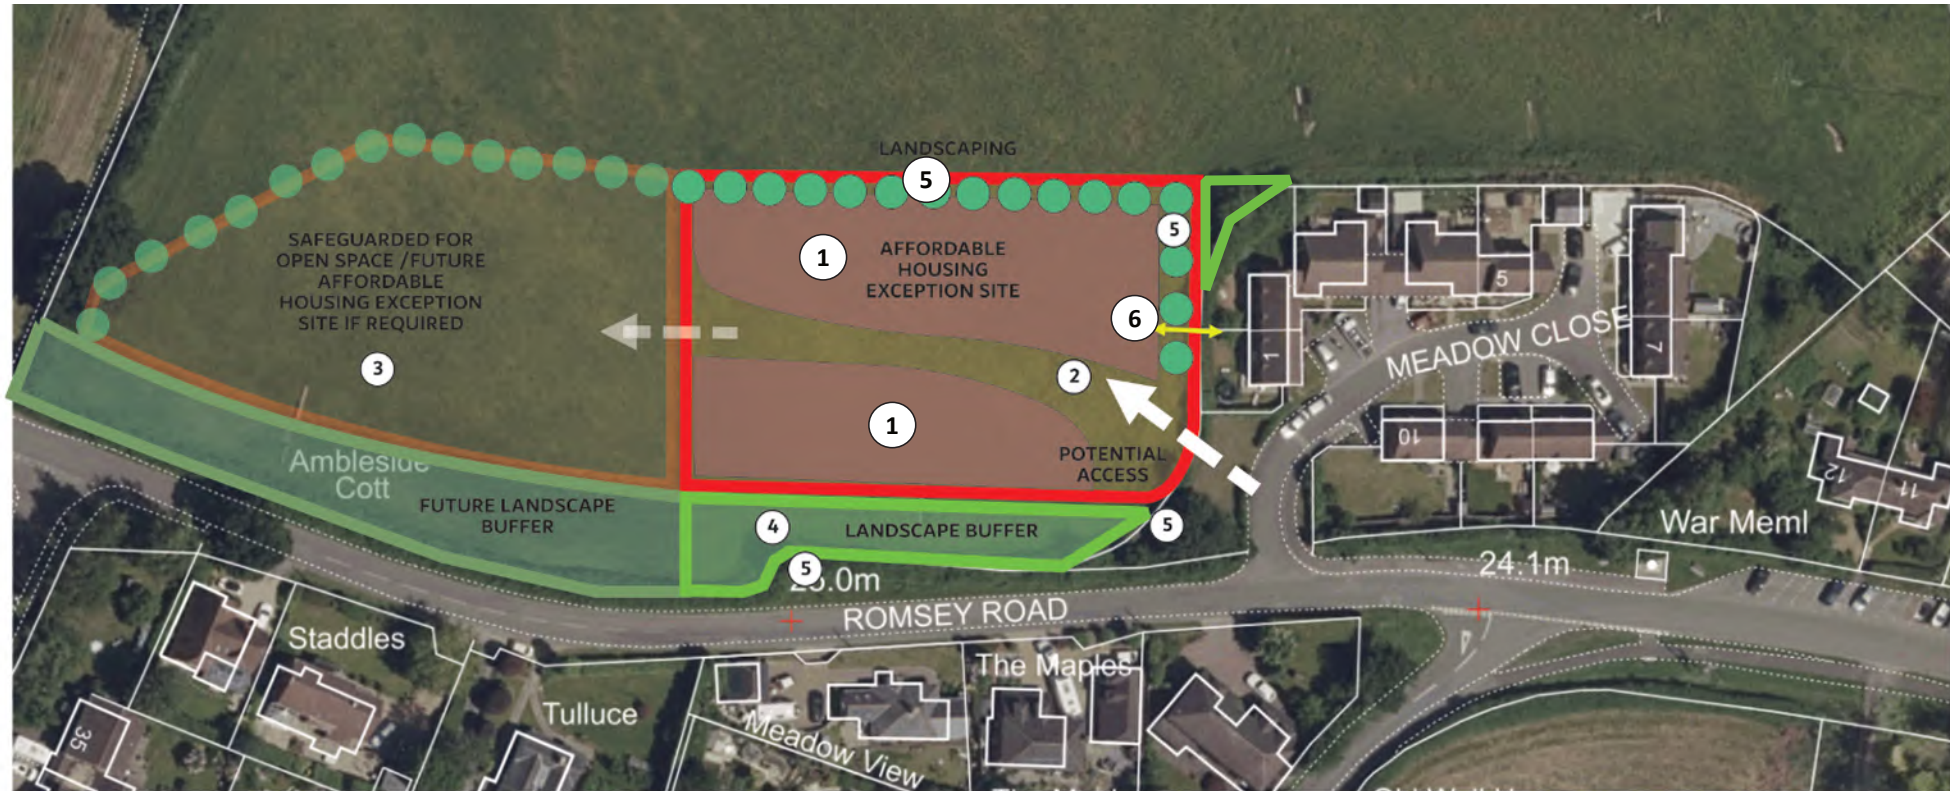 LANDSCAPING
5
5
SAFEGUARDED FOR
OPEN SPACE /FUTURE
AFFORDABLE
HOUSING EXCEPTION
SITE IF REQUIRED
3
1
AFFORDABLE
HOUSING
EXCEPTION SITE
6
2
1
POTENTIAL
ACCESS
1
5
7
MEADOW CLOSE
10
12
11
Ambleside
Cott
FUTURE LANDSCAPE
BUFFER
4
LANDSCAPE BUFFER
5
5
War Meml
24.1m
ROMSEY ROAD
Staddles
The Maples
Tulluce
Meadow View
35